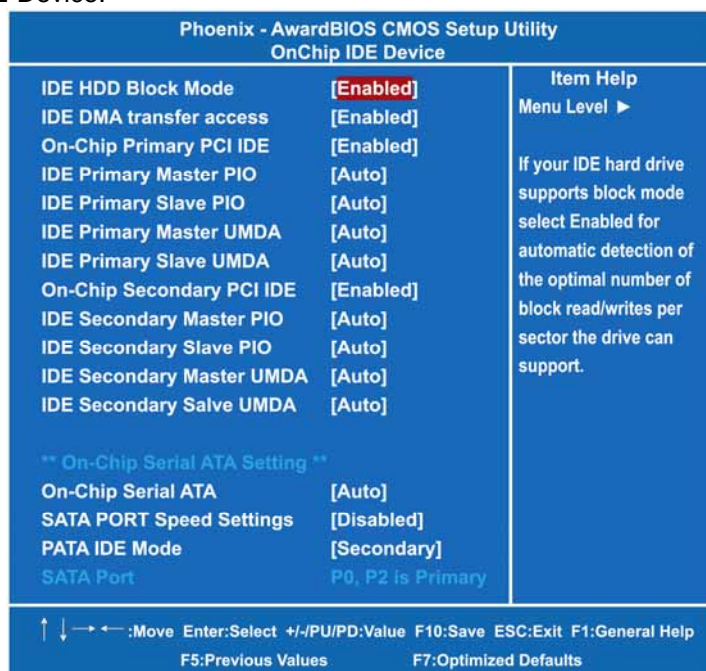 Phoenix - AwardBIOS CMOS Setup Utility
OnChip IDE Device
IDE HDD Block Mode [Enabled]
IDE DMA transfer access [Enabled]
On-Chip Primary PCI IDE [Enabled]
IDE Primary Master PIO [Auto]
IDE Primary Slave PIO [Auto]
IDE Primary Master UMDA [Auto]
IDE Primary Slave UMDA [Auto]
On-Chip Secondary PCI IDE [Enabled]
IDE Secondary Master PIO [Auto]
IDE Secondary Slave PIO [Auto]
IDE Secondary Master UMDA [Auto]
IDE Secondary Salve UMDA [Auto]
** On-Chip Serial ATA Setting **
On-Chip Serial ATA [Auto]
SATA PORT Speed Settings [Disabled]
PATA IDE Mode [Secondary]
SATA Port P0, P2 is Primary
Item Help
Menu Level ►
If your IDE hard drive
supports block mode
select Enabled for
automatic detection of
the optimal number of
block read/writes per
sector the drive can
support.
↑ ↓ → ← :Move Enter:Select +/-/PU/PD:Value F10:Save ESC:Exit F1:General Help
F5:Previous Values F7:Optimized Defaults